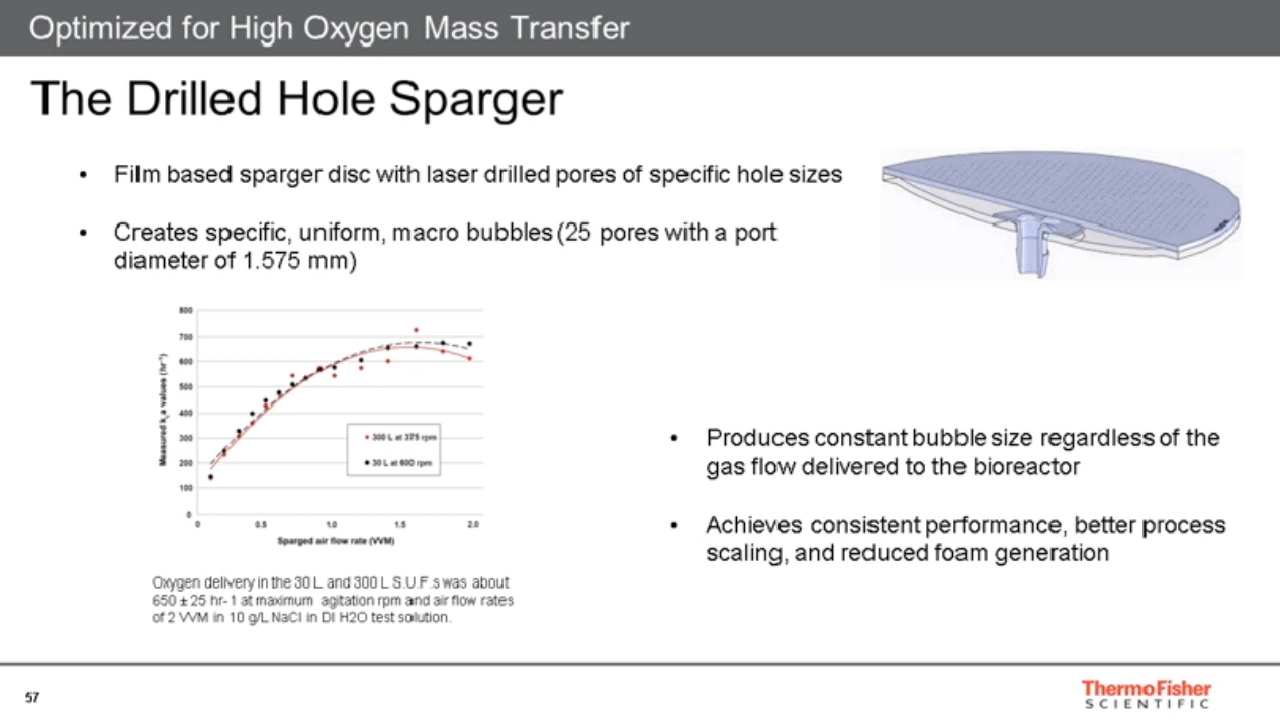 Optimized for High Oxygen Mass Transfer
The Drilled Hole Sparger
• Film based sparger disc with laser drilled pores of specific hole sizes
• Creates specific, uniform, macro bubbles (25 pores with a port
diameter of 1.575 mm)
800
700
600
500
400
300
200
100
0
Measured kLa values (hr⁻¹)
300 L at 375 rpm
30 L at 600 rpm
0 0.5 1.0 1.5 2.0
Sparged air flow rate (VVM)
Oxygen delivery in the 30 L and 300 L S.U.F.s was about
650 ± 25 hr-1 at maximum agitation rpm and air flow rates
of 2 VVM in 10 g/L NaCl in DI H2O test solution.
• Produces constant bubble size regardless of the
gas flow delivered to the bioreactor
• Achieves consistent performance, better process
scaling, and reduced foam generation
57
ThermoFisher
SCIENTIFIC